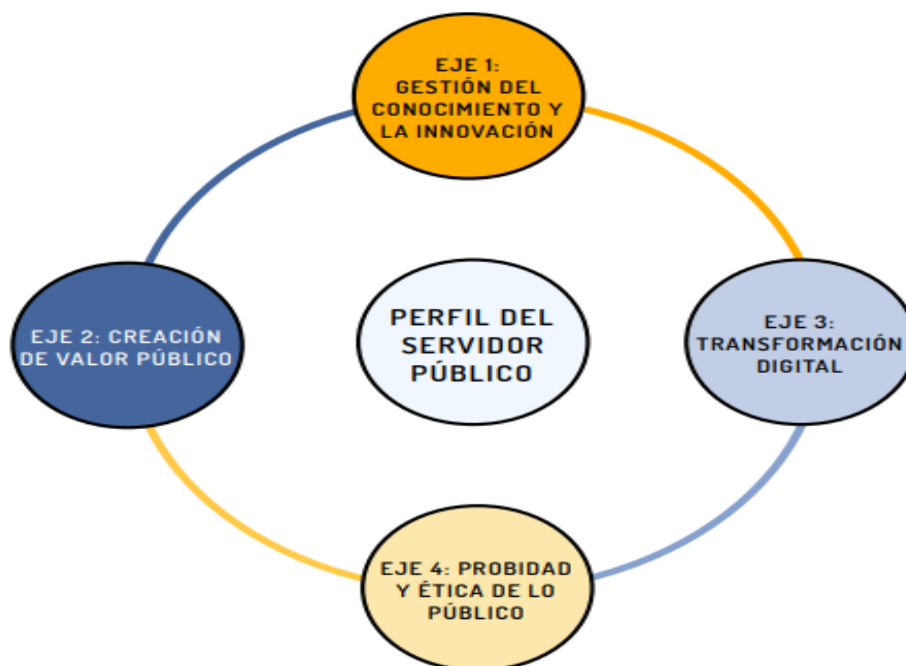 EJE 1:
GESTIÓN DEL
CONOCIMIENTO Y
LA INNOVACIÓN
EJE 2: CREACIÓN
DE VALOR PÚBLICO
PERFIL DEL
SERVIDOR
PÚBLICO
EJE 3:
TRANSFORMACIÓN
DIGITAL
EJE 4: PROBIDAD
Y ÉTICA DE LO
PÚBLICO